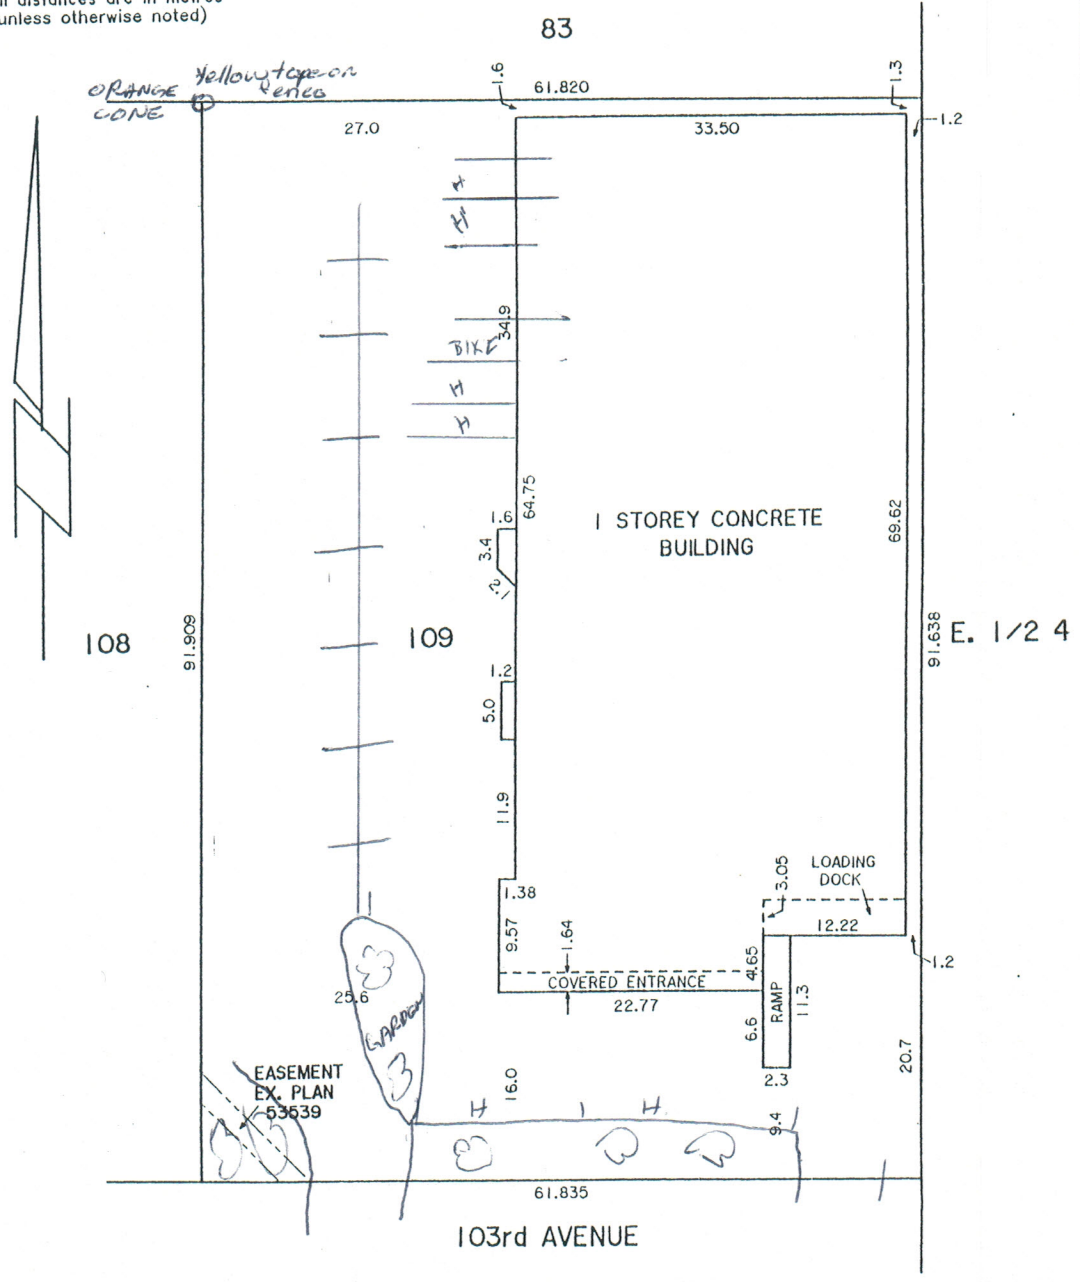 unless otherwise noted)
83
Yellow tape on
fence
ORANGE
CONE
1.6
61.820
1.3
27.0
33.50
1.2
H
H
34.9
BIKE
H
H
64.75
1.6
3.4
2.1
1 STOREY CONCRETE
BUILDING
69.62
91.909
108
109
91.638
E. 1/2 4
1.2
5.0
11.9
1.38
9.57
1.64
3.05
LOADING
DOCK
12.22
4.65
1.2
COVERED ENTRANCE
22.77
RAMP
11.3
6.6
2.3
25.6
GARDEN
EASEMENT
EX. PLAN
53539
16.0
20.7
H
H
9.4
61.835
103rd AVENUE